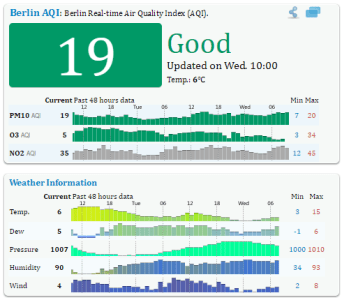 Berlin AQI: Berlin Real-time Air Quality Index (AQI).
19
Good
Updated on Wed. 10:00
Temp.: 6°C
Current Past 48 hours data Min Max
12 18 Tue 06 12 18 Wed 06
PM10 AQI 19 7 20
O3 AQI 5 3 34
NO2 AQI 35 12 45
Weather Information
Current Past 48 hours data Min Max
12 18 Tue 06 12 18 Wed 06
Temp. 6 3 15
Dew 5 -1 6
Pressure 1007 1000 1010
Humidity 90 34 93
Wind 4 2 8